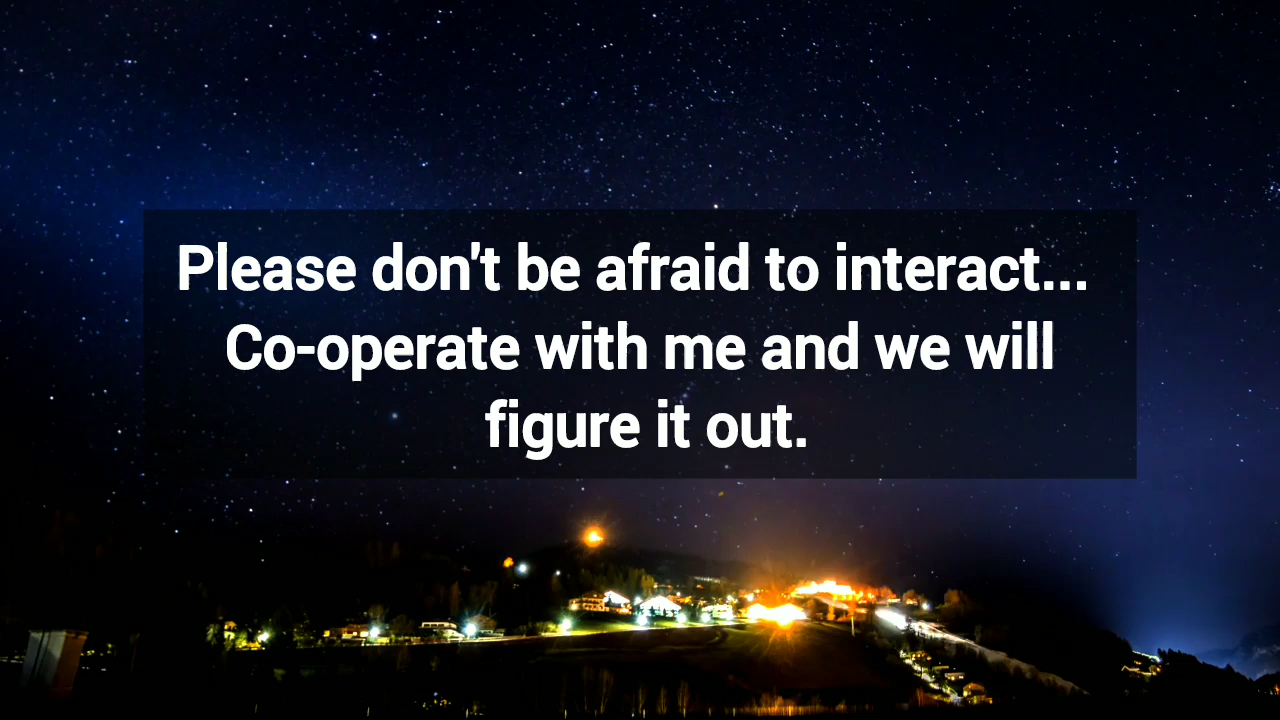 Please don't be afraid to interact...
Co-operate with me and we will
figure it out.